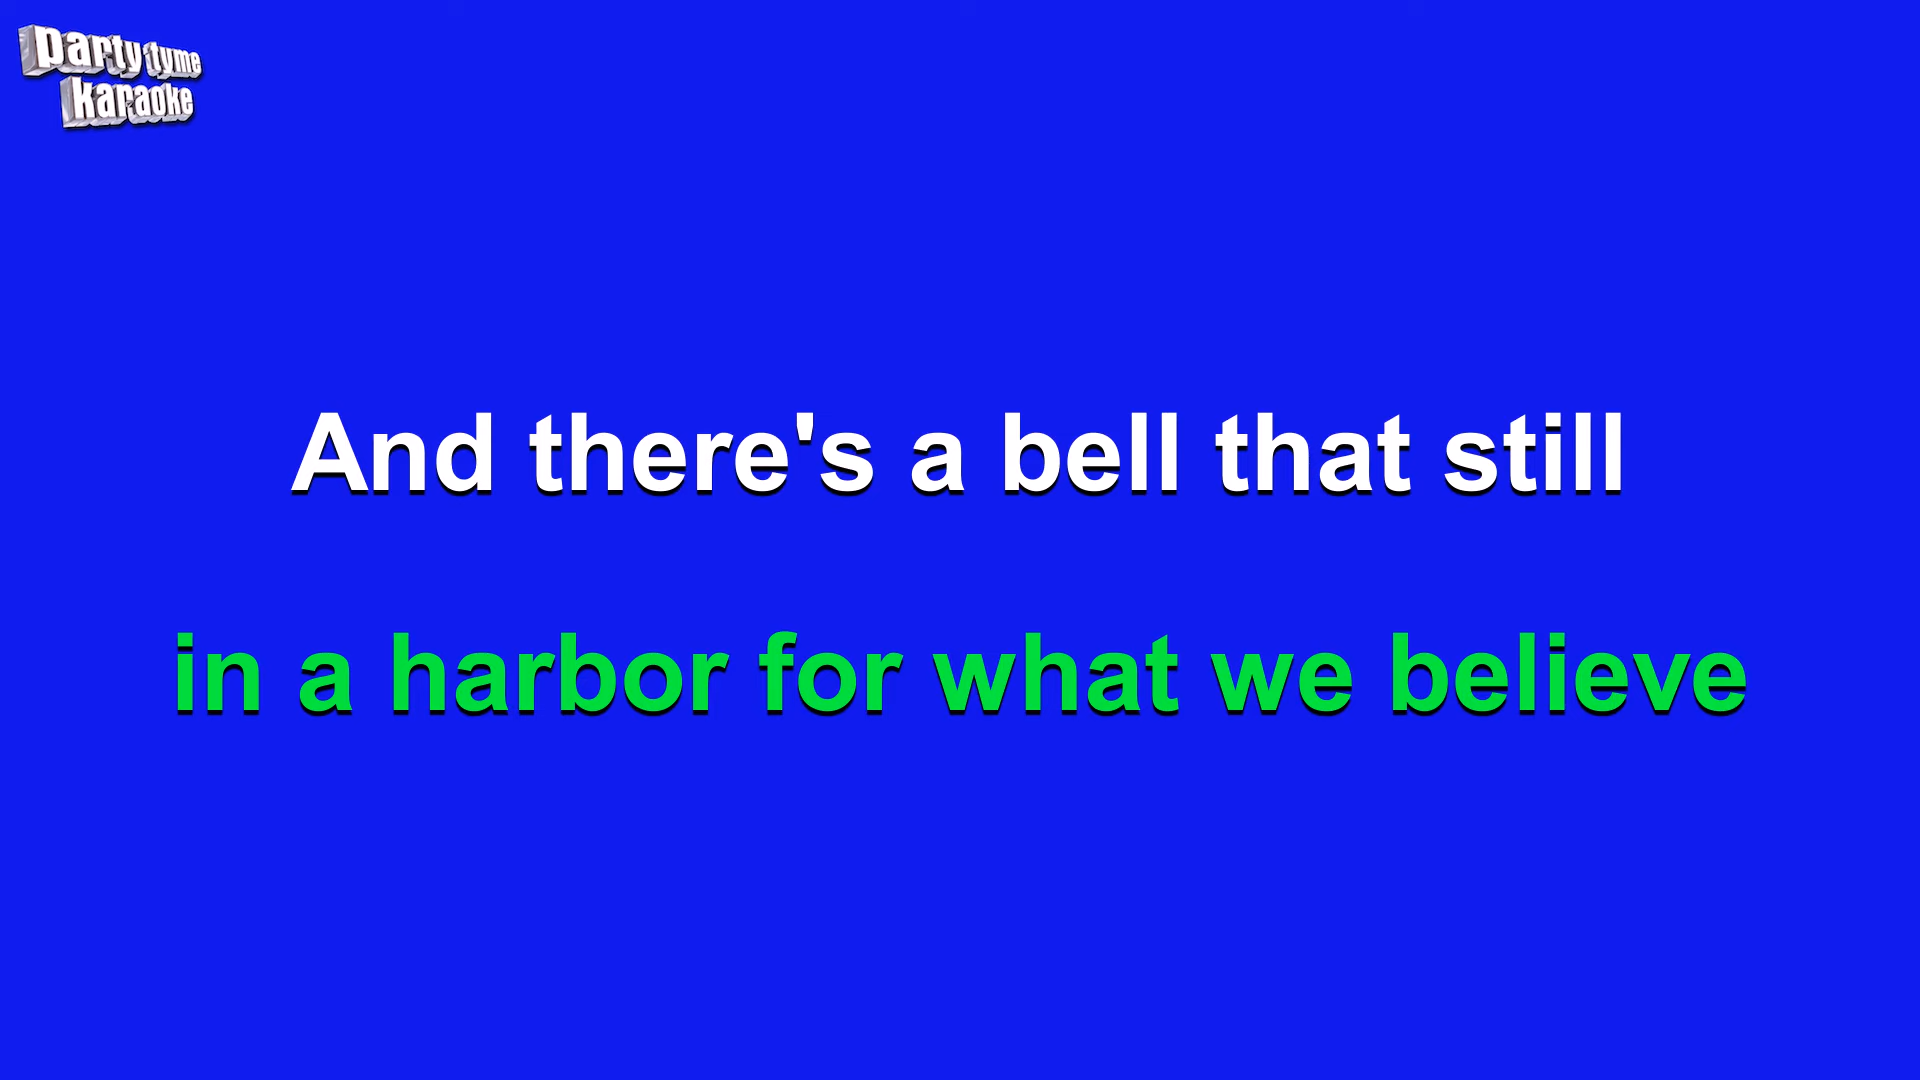 party tyme
karaoke
And there's a bell that still
in a harbor for what we believe